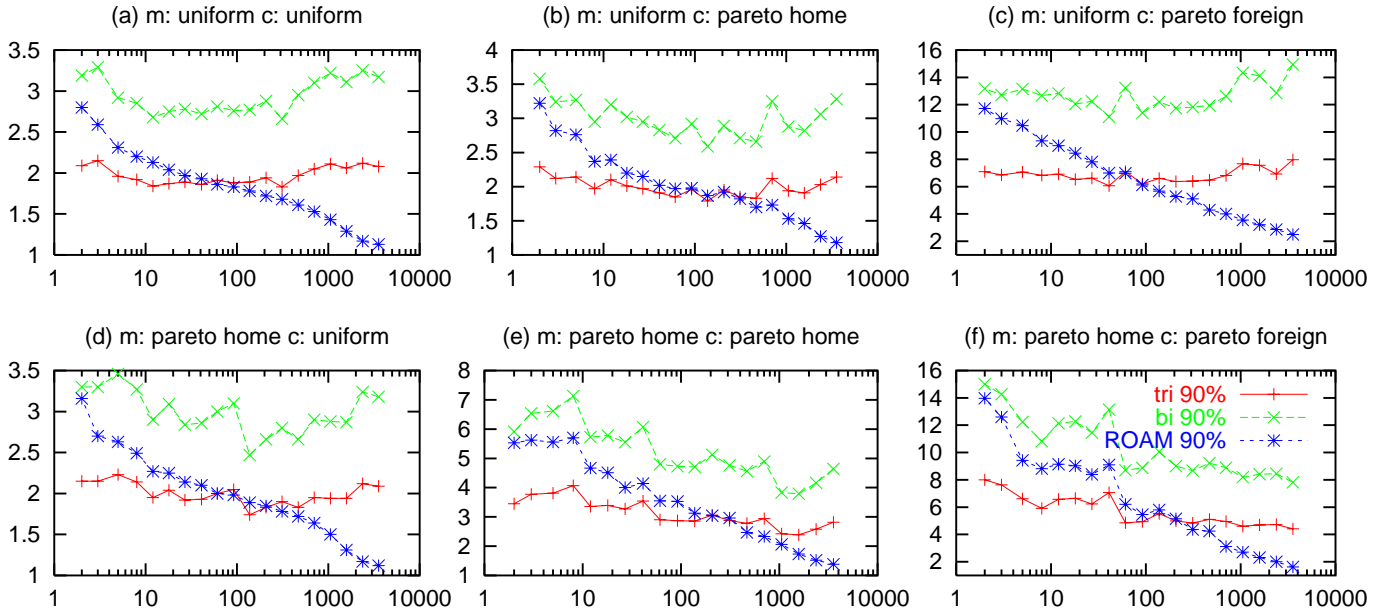 (a) m: uniform c: uniform
3.5
3
2.5
2
1.5
1
1 10 100 1000 10000
(b) m: uniform c: pareto home
4
3.5
3
2.5
2
1.5
1
1 10 100 1000 10000
(c) m: uniform c: pareto foreign
16
14
12
10
8
6
4
2
1 10 100 1000 10000
(d) m: pareto home c: uniform
3.5
3
2.5
2
1.5
1
1 10 100 1000 10000
(e) m: pareto home c: pareto home
8
7
6
5
4
3
2
1
1 10 100 1000 10000
(f) m: pareto home c: pareto foreign
16
14
12
10
8
6
4
2
tri 90%
bi 90%
ROAM 90%
1 10 100 1000 10000